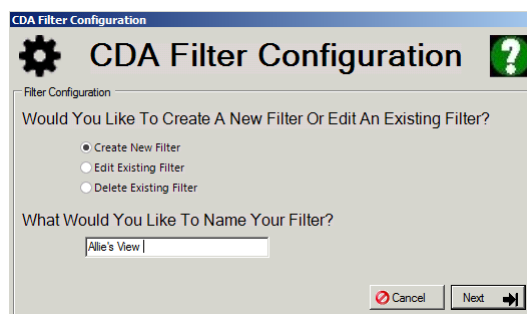 CDA Filter Configuration
CDA Filter Configuration
?
Filter Configuration
Would You Like To Create A New Filter Or Edit An Existing Filter?
Create New Filter
Edit Existing Filter
Delete Existing Filter
What Would You Like To Name Your Filter?
Allie's View
Cancel Next